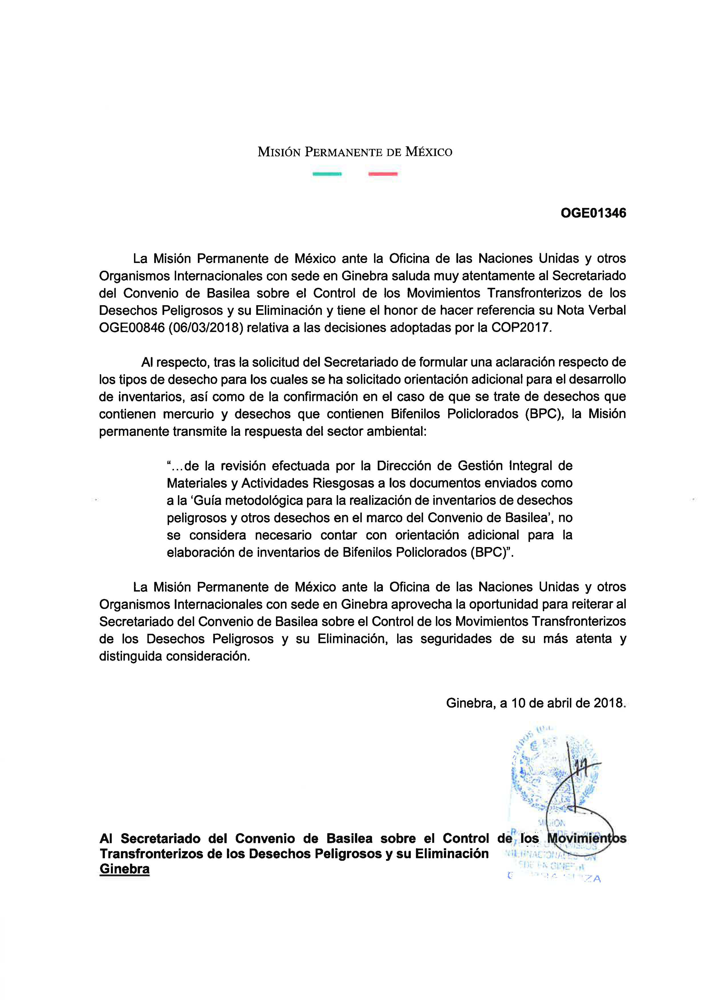 MISIÓN PERMANENTE DE MÉXICO
OGE01346
La Misión Permanente de México ante la Oficina de las Naciones Unidas y otros
Organismos Internacionales con sede en Ginebra saluda muy atentamente al Secretariado
del Convenio de Basilea sobre el Control de los Movimientos Transfronterizos de los
Desechos Peligrosos y su Eliminación y tiene el honor de hacer referencia su Nota Verbal
OGE00846 (06/03/2018) relativa a las decisiones adoptadas por la COP2017.
Al respecto, tras la solicitud del Secretariado de formular una aclaración respecto de
los tipos de desecho para los cuales se ha solicitado orientación adicional para el desarrollo
de inventarios, así como de la confirmación en el caso de que se trate de desechos que
contienen mercurio y desechos que contienen Bifenilos Policlorados (BPC), la Misión
permanente transmite la respuesta del sector ambiental:
“...de la revisión efectuada por la Dirección de Gestión Integral de
Materiales y Actividades Riesgosas a los documentos enviados como
a la ‘Guía metodológica para la realización de inventarios de desechos
peligrosos y otros desechos en el marco del Convenio de Basilea’, no
se considera necesario contar con orientación adicional para la
elaboración de inventarios de Bifenilos Policlorados (BPC)”.
La Misión Permanente de México ante la Oficina de las Naciones Unidas y otros
Organismos Internacionales con sede en Ginebra aprovecha la oportunidad para reiterar al
Secretariado del Convenio de Basilea sobre el Control de los Movimientos Transfronterizos
de los Desechos Peligrosos y su Eliminación, las seguridades de su más atenta y
distinguida consideración.
Ginebra, a 10 de abril de 2018.
Al Secretariado del Convenio de Basilea sobre el Control de los Movimientos
Transfronterizos de los Desechos Peligrosos y su Eliminación
Ginebra